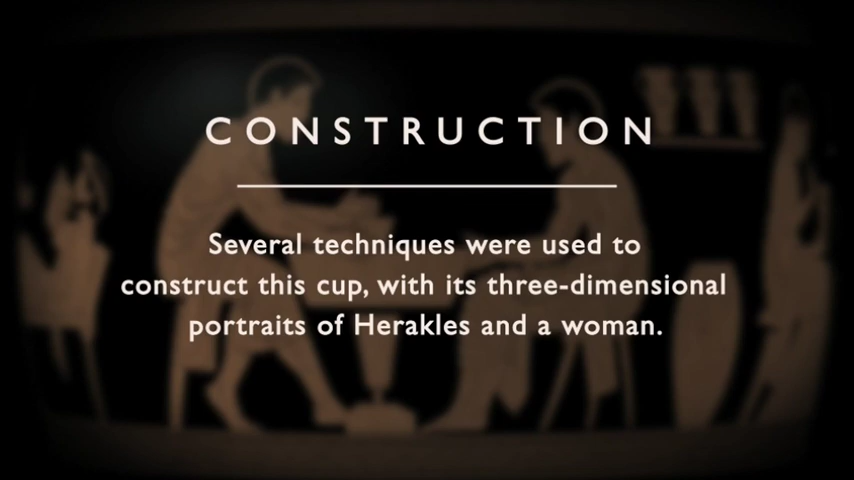 CONSTRUCTION
Several techniques were used to
construct this cup, with its three-dimensional
portraits of Herakles and a woman.